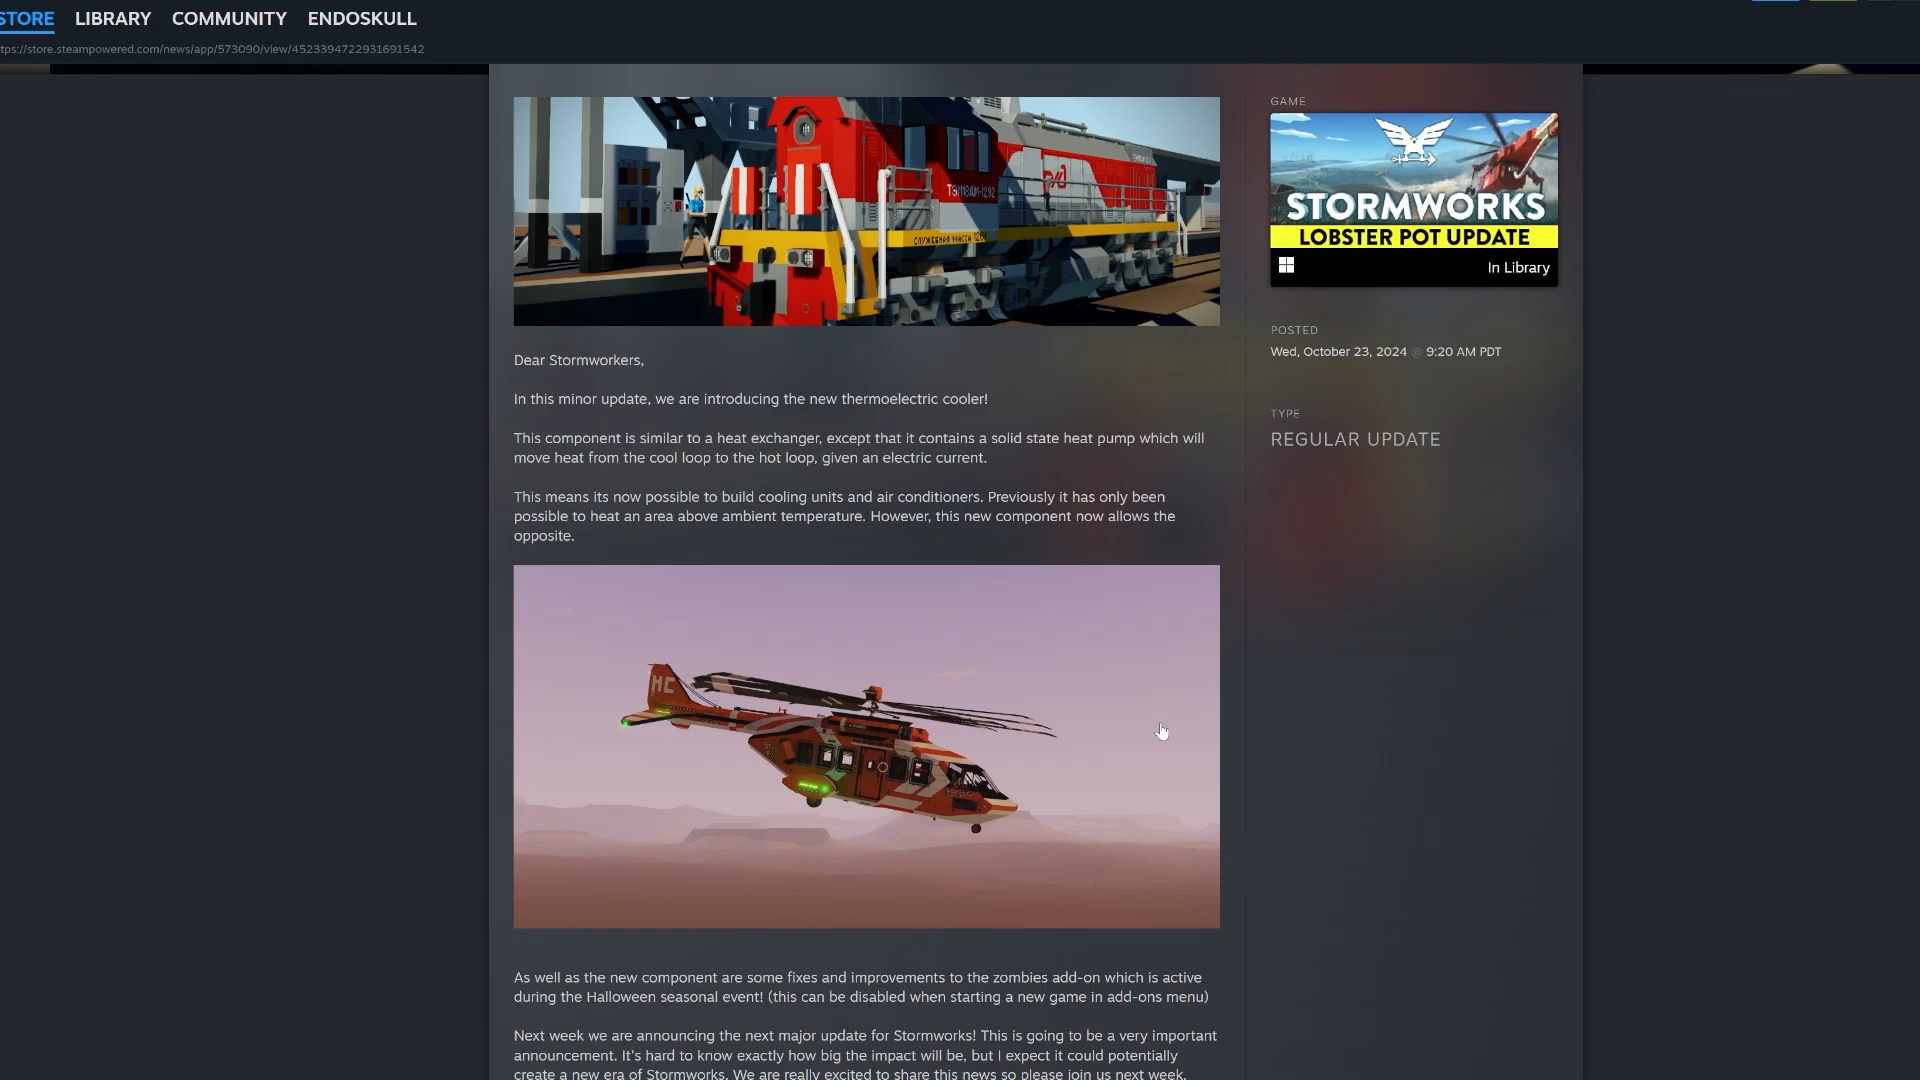 STORE LIBRARY COMMUNITY ENDOSKULL
tps://store.steampowered.com/news/app/573090/view/4523394722931691542
СЛУЖЕБНАЯ МАССА 126т
Dear Stormworkers,
In this minor update, we are introducing the new thermoelectric cooler!
This component is similar to a heat exchanger, except that it contains a solid state heat pump which will
move heat from the cool loop to the hot loop, given an electric current.
This means its now possible to build cooling units and air conditioners. Previously it has only been
possible to heat an area above ambient temperature. However, this new component now allows the
opposite.
MC
As well as the new component are some fixes and improvements to the zombies add-on which is active
during the Halloween seasonal event! (this can be disabled when starting a new game in add-ons menu)
Next week we are announcing the next major update for Stormworks! This is going to be a very important
announcement. It's hard to know exactly how big the impact will be, but I expect it could potentially
create a new era of Stormworks. We are really excited to share this news so please join us next week.
GAME
STORMWORKS
LOBSTER POT UPDATE
In Library
POSTED
Wed, October 23, 2024 @ 9:20 AM PDT
TYPE
REGULAR UPDATE